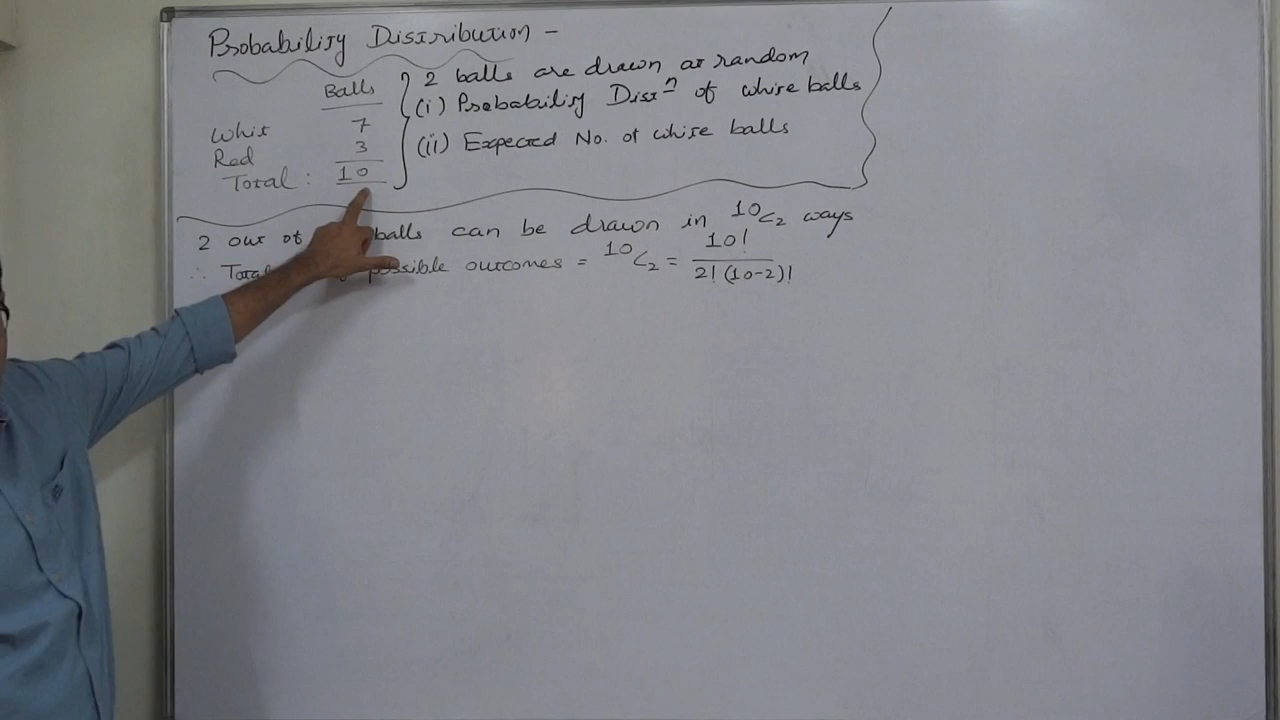 Probability Distribution -
Balls
White 7
Red 3
Total : 10
2 balls are drawn at random
(i) Probability Distⁿ of white balls
(ii) Expected No. of white balls
2 out of balls can be drawn in ¹⁰C₂ ways
∴ Total possible outcomes = ¹⁰C₂ = 10! / 2! (10-2)!